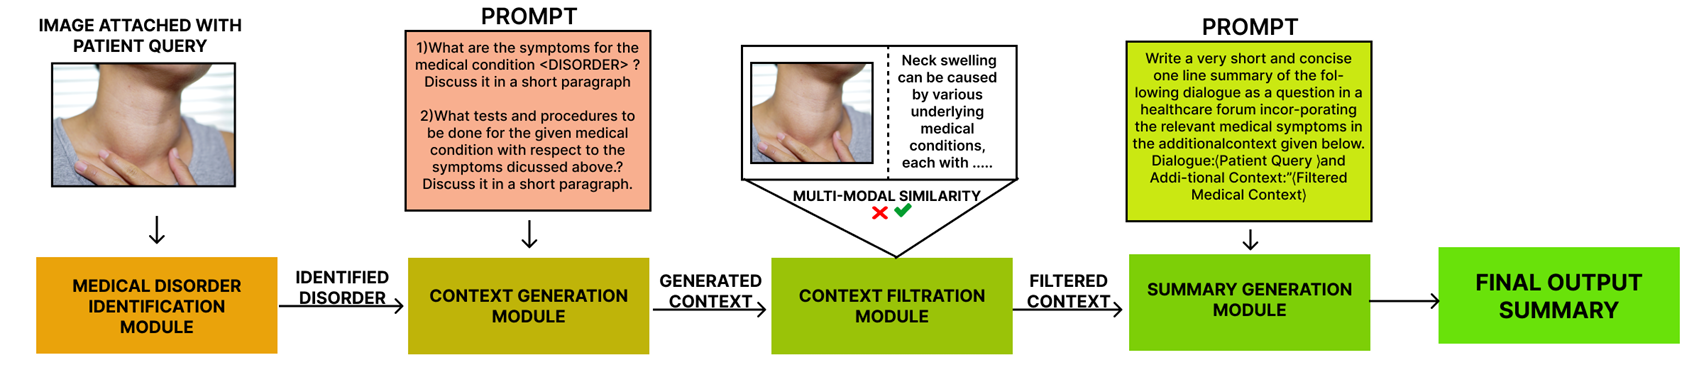 IMAGE ATTACHED WITH
PATIENT QUERY
PROMPT
1)What are the symptoms for the
medical condition <DISORDER> ?
Discuss it in a short paragraph
2)What tests and procedures to
be done for the given medical
condition with respect to the
symptoms dicussed above.?
Discuss it in a short paragraph.
Neck swelling
can be caused
by various
underlying
medical
conditions,
each with .....
MULTI-MODAL SIMILARITY
PROMPT
Write a very short and concise
one line summary of the fol-
lowing dialogue as a question in a
healthcare forum incor-porating
the relevant medical symptoms in
the additionalcontext given below.
Dialogue:⟨Patient Query ⟩and
Addi-tional Context:”⟨Filtered
Medical Context⟩
MEDICAL DISORDER
IDENTIFICATION
MODULE
IDENTIFIED
DISORDER
CONTEXT GENERATION
MODULE
GENERATED
CONTEXT
CONTEXT FILTRATION
MODULE
FILTERED
CONTEXT
SUMMARY GENERATION
MODULE
FINAL OUTPUT
SUMMARY